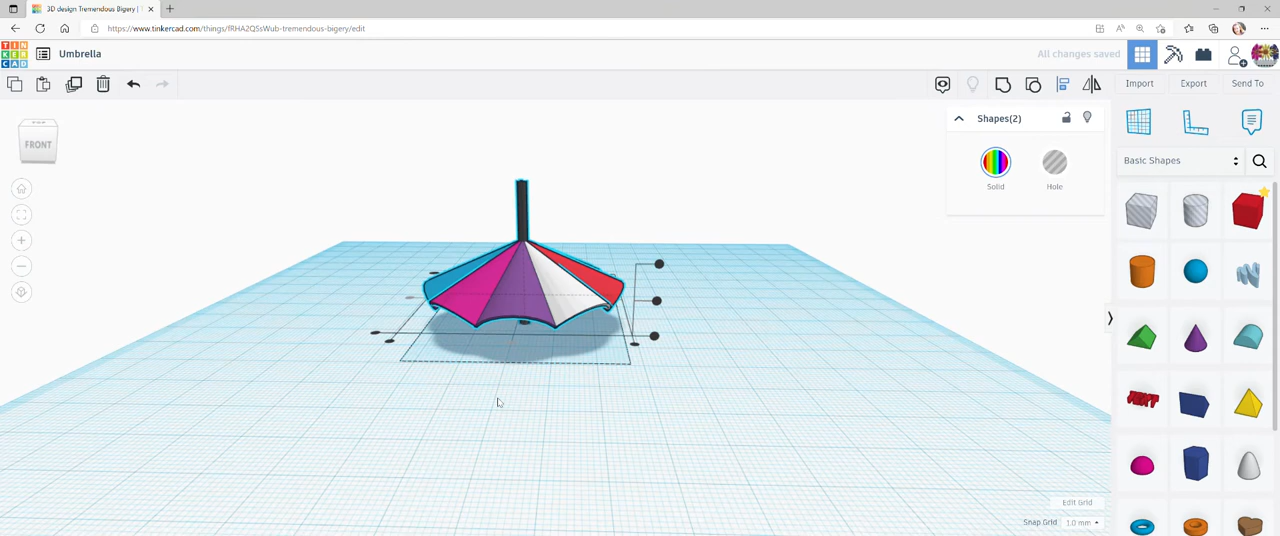 3D design Tremendous Bigery |
https://www.tinkercad.com/things/fRHA2QSsWub-tremendous-bigery/edit
TIN
KER
CAD
Umbrella
All changes saved
Import
Export
Send To
FRONT
Shapes(2)
Solid
Hole
Basic Shapes
TEXT
Edit Grid
Snap Grid 1.0 mm